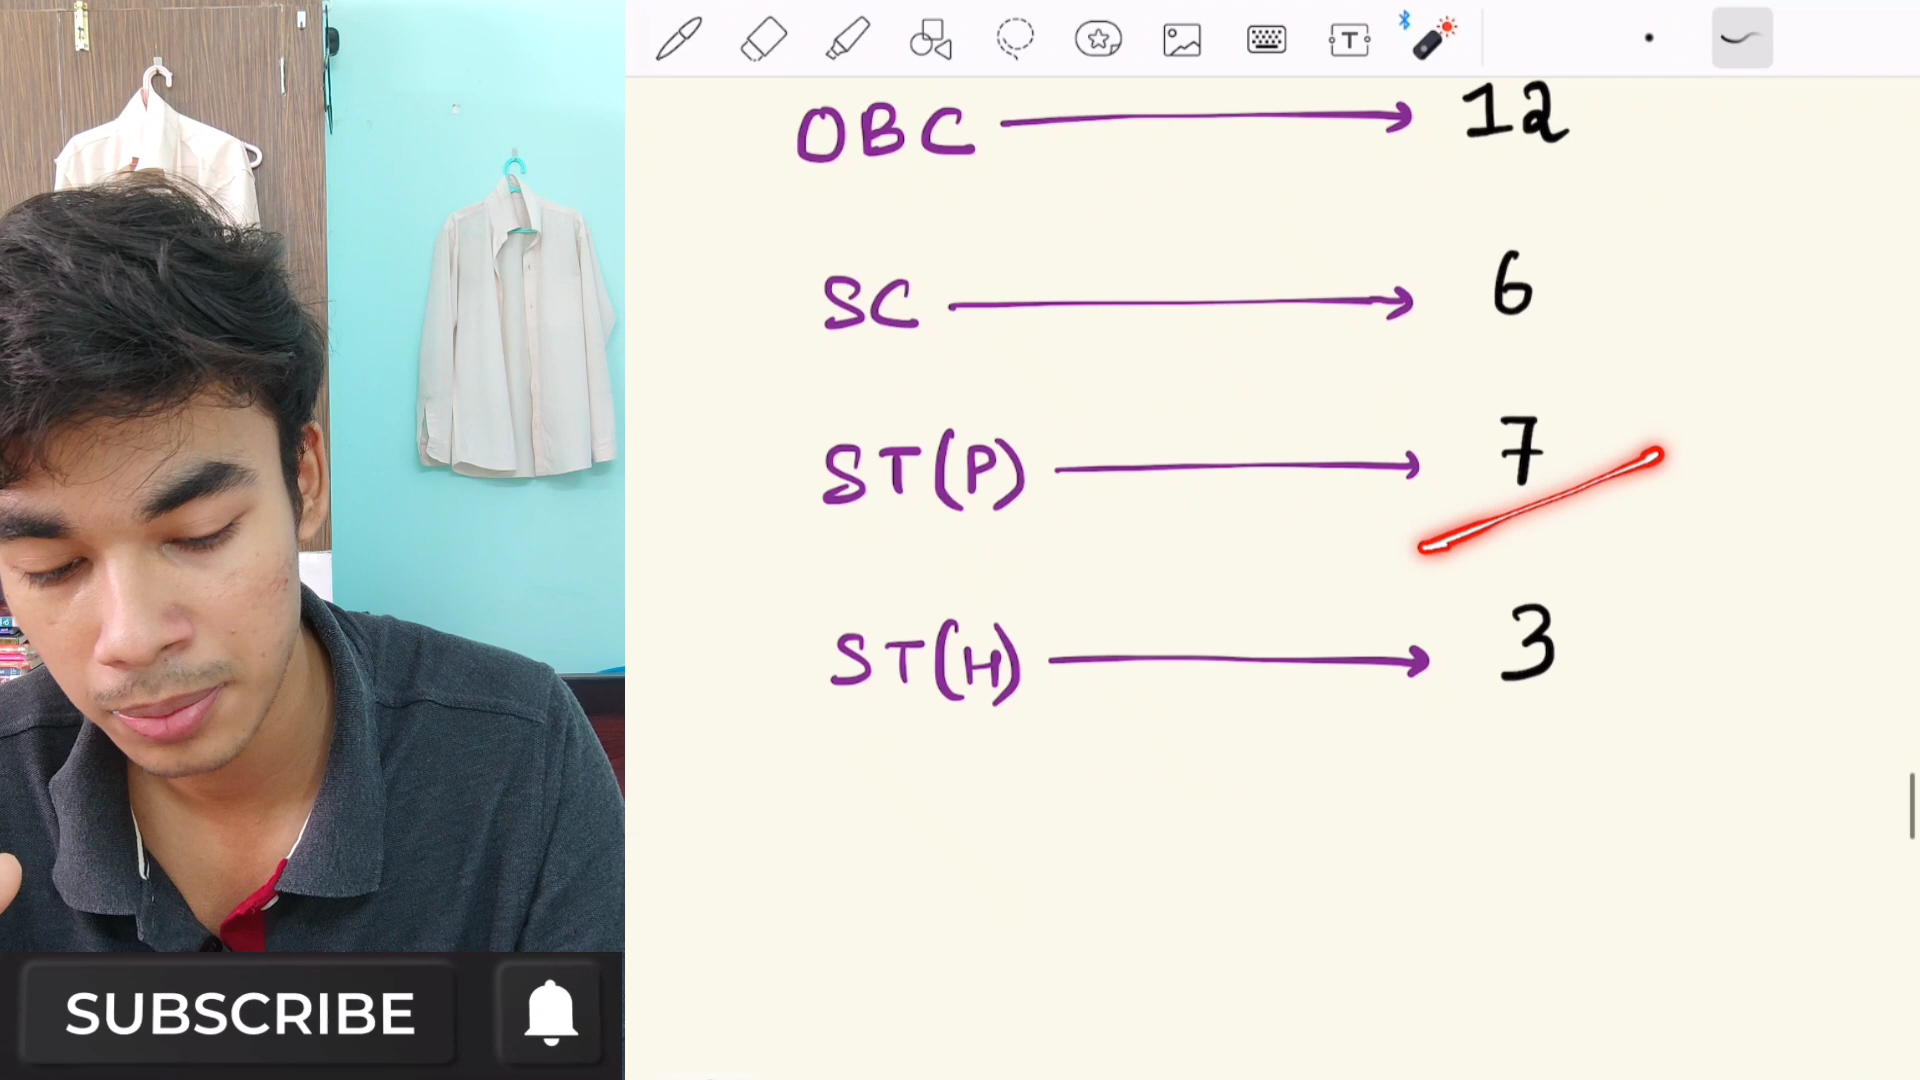 OBC → 12
SC → 6
ST(P) → 7
ST(H) → 3
SUBSCRIBE